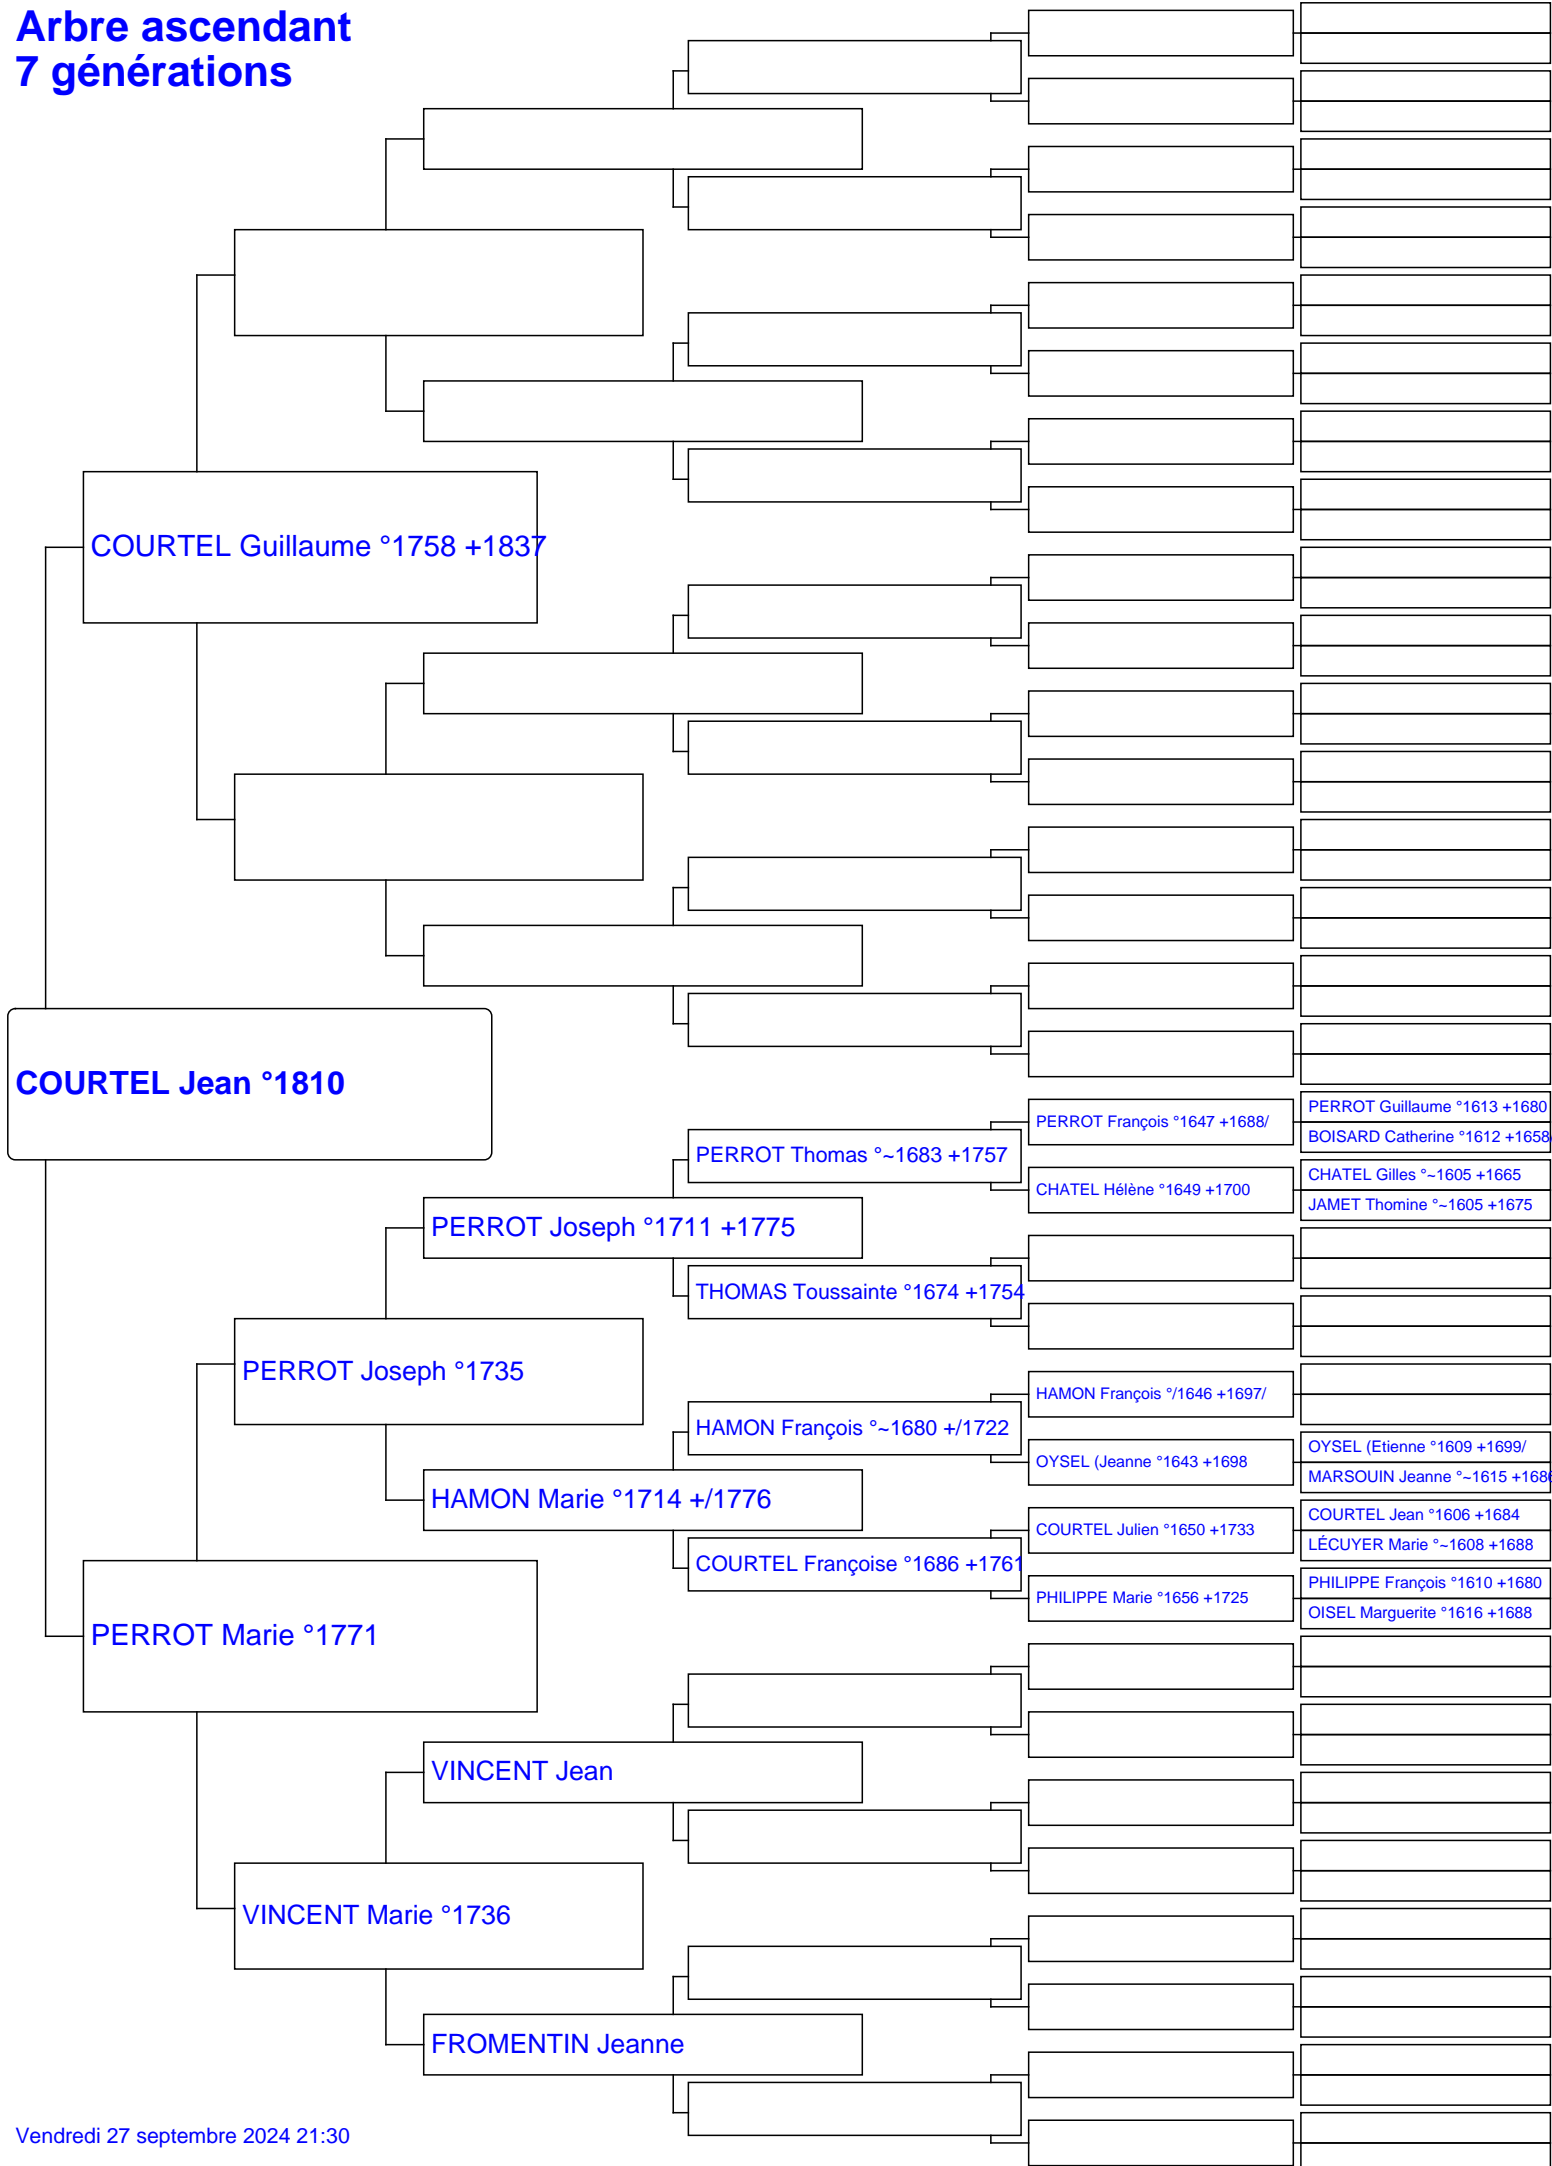 Arbre ascendant
7 générations
COURTEL Guillaume °1758 +1837
COURTEL Jean °1810
PERROT François °1647 +1688/
PERROT Guillaume °1613 +1680
BOISARD Catherine °1612 +1658
PERROT Thomas °~1683 +1757
CHATEL Hélène °1649 +1700
CHATEL Gilles °~1605 +1665
JAMET Thomine °~1605 +1675
PERROT Joseph °1711 +1775
THOMAS Toussainte °1674 +1754
PERROT Joseph °1735
HAMON François °/1646 +1697/
HAMON François °~1680 +/1722
OYSEL (Jeanne °1643 +1698
OYSEL (Etienne °1609 +1699/
MARSOUIN Jeanne °~1615 +1686
HAMON Marie °1714 +/1776
COURTEL Julien °1650 +1733
COURTEL Jean °1606 +1684
LÉCUYER Marie °~1608 +1688
COURTEL Françoise °1686 +1761
PHILIPPE Marie °1656 +1725
PHILIPPE François °1610 +1680
OISEL Marguerite °1616 +1688
PERROT Marie °1771
VINCENT Jean
VINCENT Marie °1736
FROMENTIN Jeanne
Vendredi 27 septembre 2024 21:30